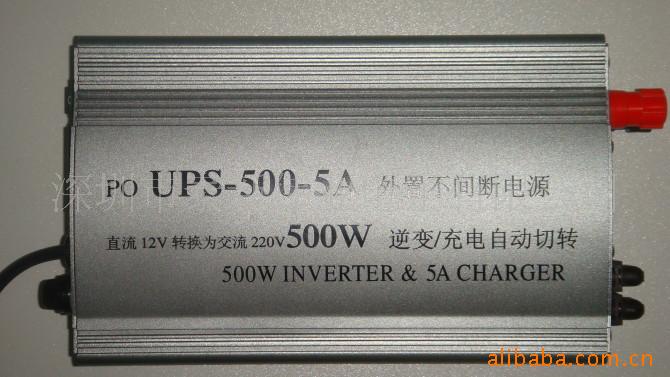 PO UPS-500-5A 外置不间断电源
直流 12V 转换为交流 220V 500W 逆变/充电自动切转
500W INVERTER & 5A CHARGER
alibaba.com.cn